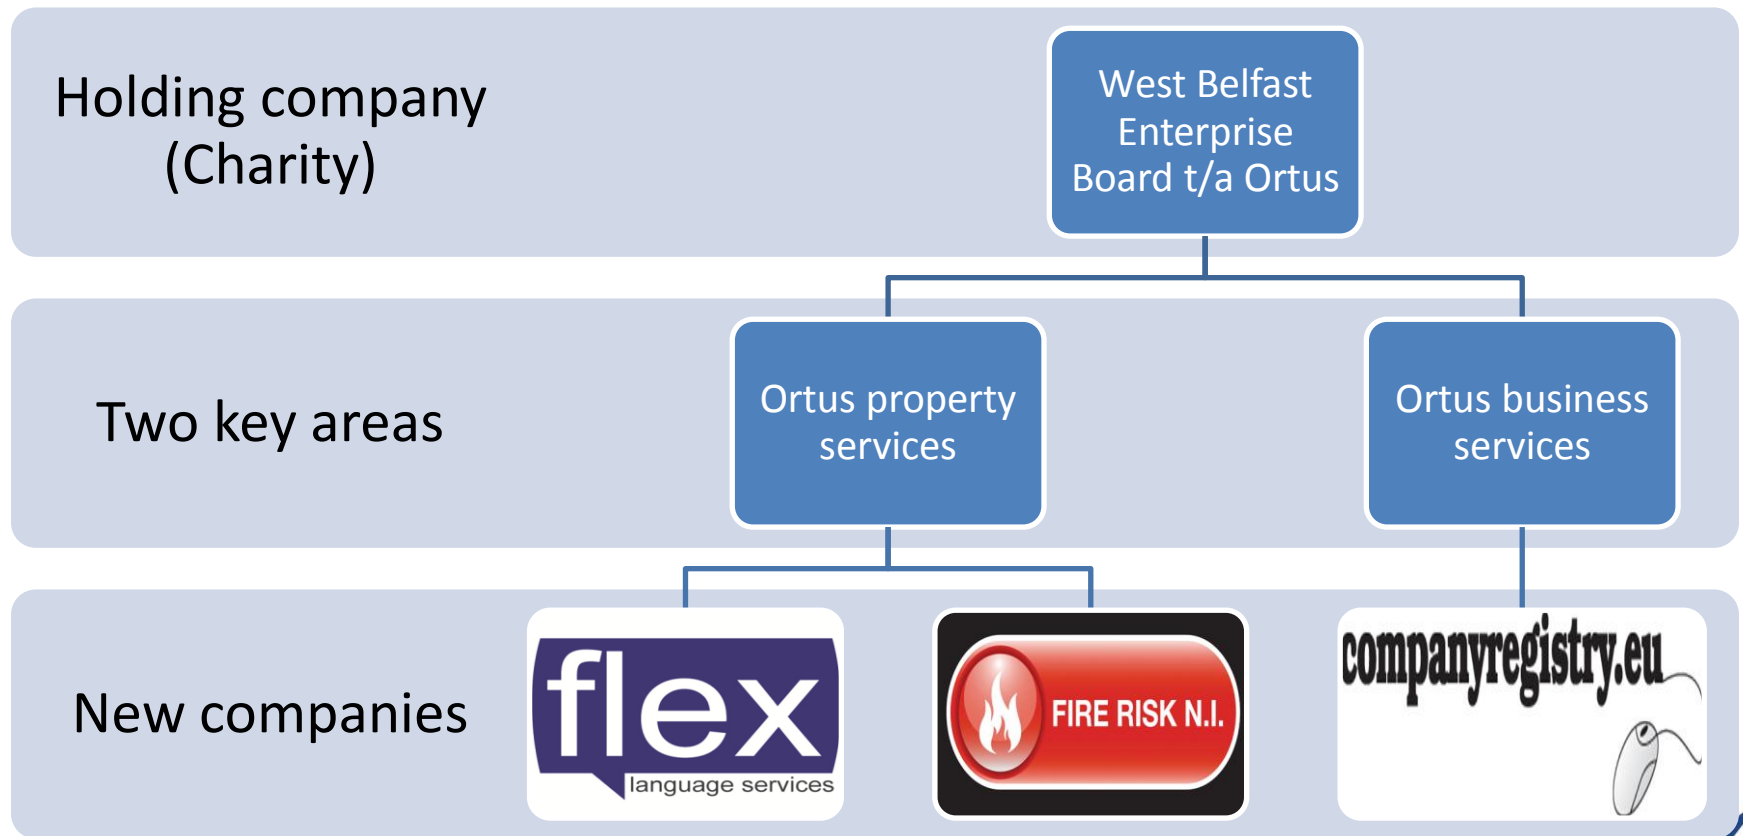 Holding company
(Charity)
West Belfast
Enterprise
Board t/a Ortus
Two key areas
Ortus property
services
Ortus business
services
New companies
flex
language services
FIRE RISK N.I.
companyregistry.eu